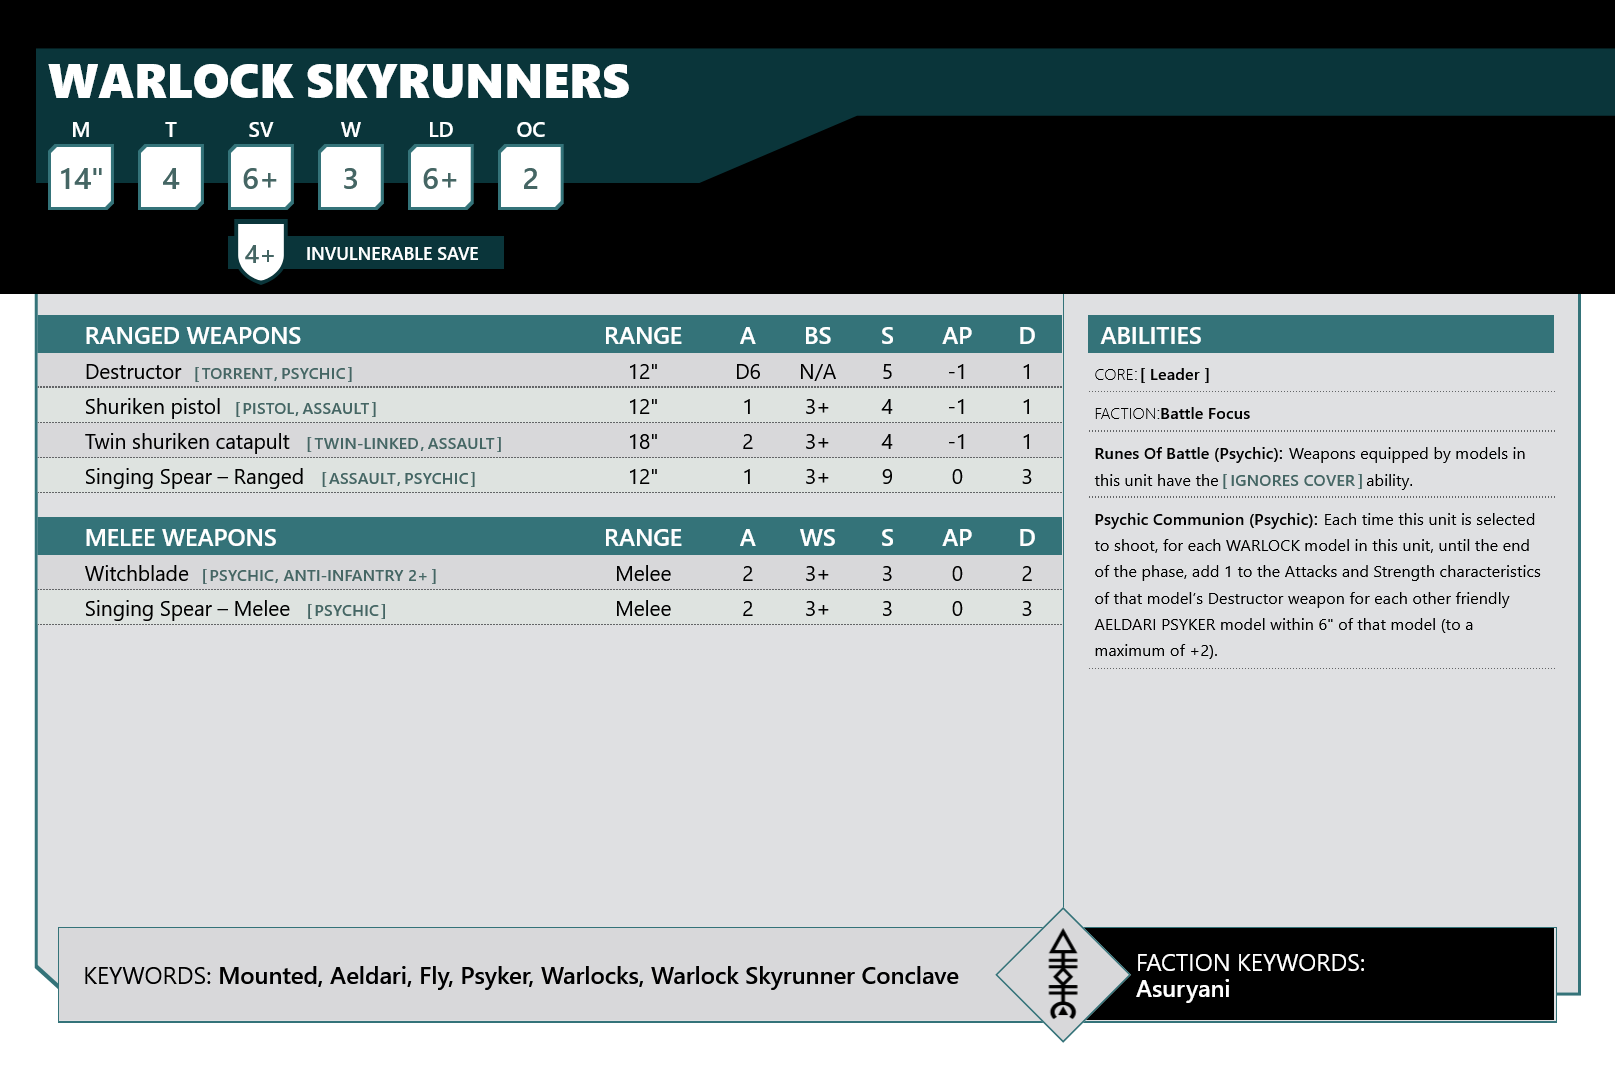 WARLOCK SKYRUNNERS
M T SV W LD OC
14" 4 6+ 3 6+ 2
4+ INVULNERABLE SAVE
RANGED WEAPONS RANGE A BS S AP D
Destructor [TORRENT, PSYCHIC] 12" D6 N/A 5 -1 1
Shuriken pistol [PISTOL, ASSAULT] 12" 1 3+ 4 -1 1
Twin shuriken catapult [TWIN-LINKED, ASSAULT] 18" 2 3+ 4 -1 1
Singing Spear – Ranged [ASSAULT, PSYCHIC] 12" 1 3+ 9 0 3
MELEE WEAPONS RANGE A WS S AP D
Witchblade [PSYCHIC, ANTI-INFANTRY 2+ ] Melee 2 3+ 3 0 2
Singing Spear – Melee [PSYCHIC] Melee 2 3+ 3 0 3
ABILITIES
CORE: [ Leader ]
FACTION:Battle Focus
Runes Of Battle (Psychic): Weapons equipped by models in
this unit have the [ IGNORES COVER ] ability.
Psychic Communion (Psychic): Each time this unit is selected
to shoot, for each WARLOCK model in this unit, until the end
of the phase, add 1 to the Attacks and Strength characteristics
of that model’s Destructor weapon for each other friendly
AELDARI PSYKER model within 6" of that model (to a
maximum of +2).
KEYWORDS: Mounted, Aeldari, Fly, Psyker, Warlocks, Warlock Skyrunner Conclave
FACTION KEYWORDS:
Asuryani